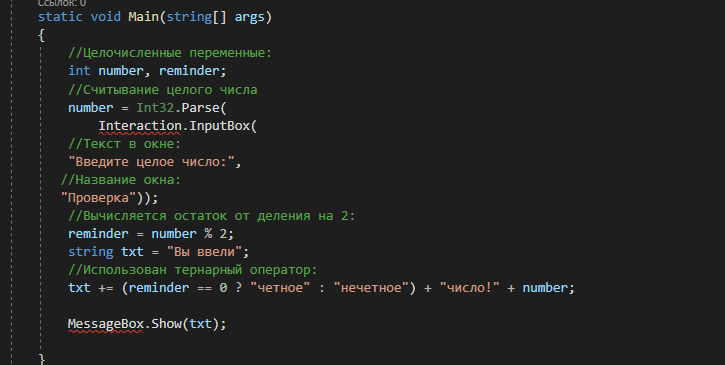 Ссылок: 0
static void Main(string[] args)
{
//Целочисленные переменные:
int number, reminder;
//Считывание целого числа
number = Int32.Parse(
Interaction.InputBox(
//Текст в окне:
"Введите целое число:",
//Название окна:
"Проверка"));
//Вычисляется остаток от деления на 2:
reminder = number % 2;
string txt = "Вы ввели";
//Использован тернарный оператор:
txt += (reminder == 0 ? "четное" : "нечетное") + "число!" + number;
MessageBox.Show(txt);
}